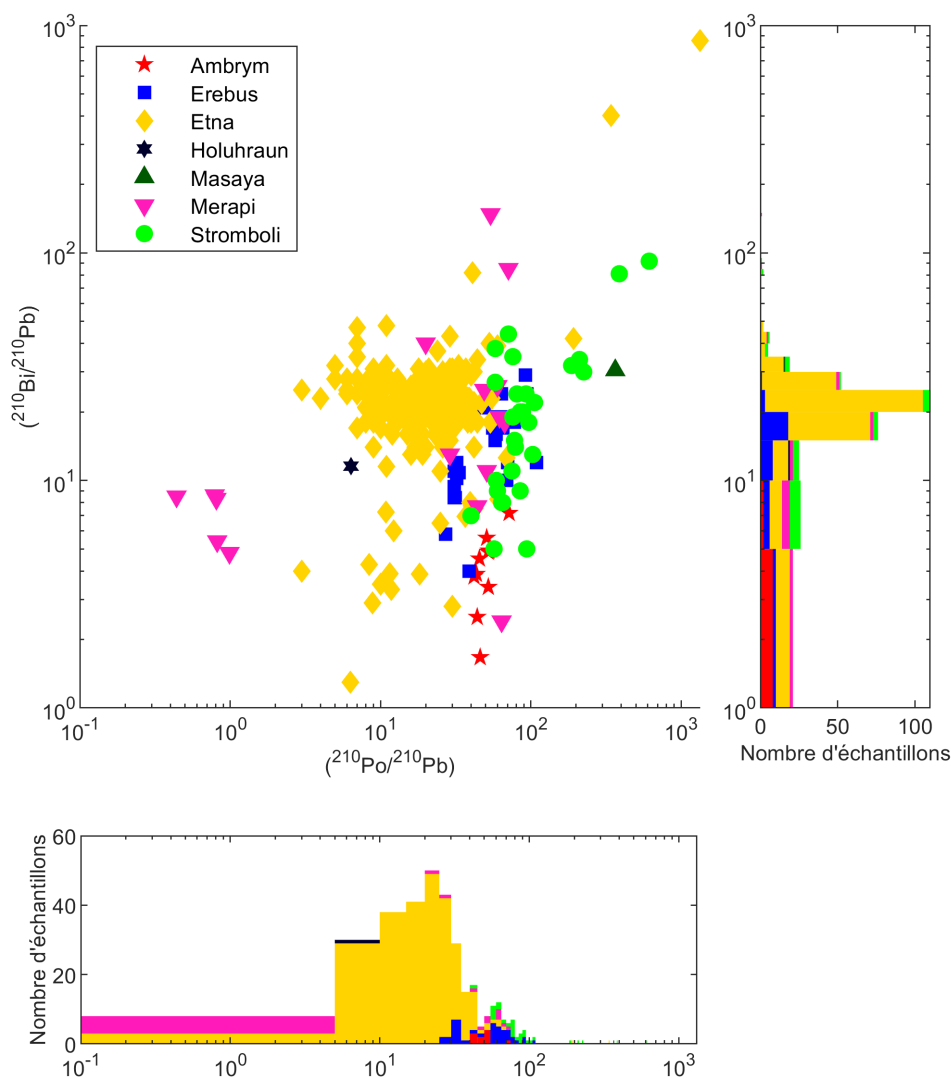 10³
10²
10¹
10⁰
(²¹⁰Bi/²¹⁰Pb)
Ambrym
Erebus
Etna
Holuhraun
Masaya
Merapi
Stromboli
10⁻¹ 10⁰ 10¹ 10² 10³
(²¹⁰Po/²¹⁰Pb)
10³
10²
10¹
10⁰
0 50 100
Nombre d'échantillons
Nombre d'échantillons
60
40
20
0
10⁻¹ 10⁰ 10¹ 10² 10³